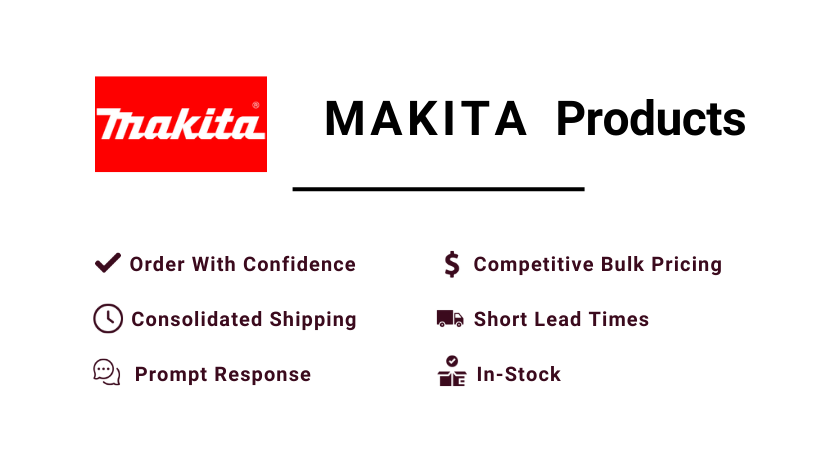 makita®
MAKITA Products
Order With Confidence
Competitive Bulk Pricing
Consolidated Shipping
Short Lead Times
Prompt Response
In-Stock